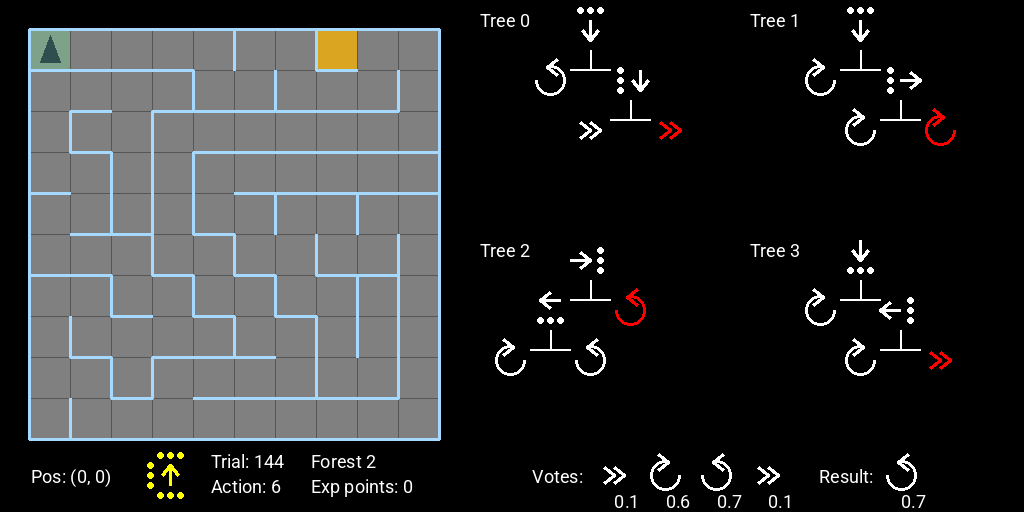 Tree 0
Tree 1
Tree 2
Tree 3
Pos: (0, 0)
Trial: 144
Forest 2
Action: 6
Exp points: 0
Votes:
0.1
0.6
0.7
0.1
Result:
0.7